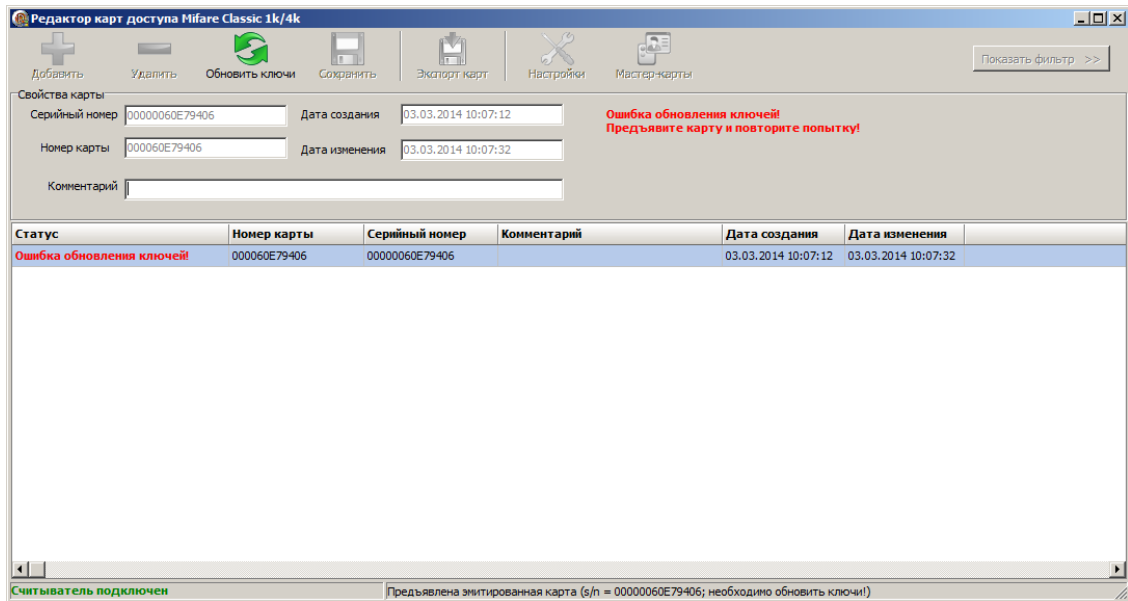 Редактор карт доступа Mifare Classic 1k/4k
Добавить Удалить Обновить ключи Сохранить Экспорт карт Настройки Мастер-карты Показать фильтр >>
Свойства карты
Серийный номер 00000060E79406 Дата создания 03.03.2014 10:07:12 Ошибка обновления ключей!
Предъявите карту и повторите попытку!
Номер карты 000060E79406 Дата изменения 03.03.2014 10:07:32
Комментарий
Статус Номер карты Серийный номер Комментарий Дата создания Дата изменения
Ошибка обновления ключей! 000060E79406 00000060E79406 03.03.2014 10:07:12 03.03.2014 10:07:32
Считыватель подключен Предъявлена эмитированная карта (s/n = 00000060E79406; необходимо обновить ключи!)